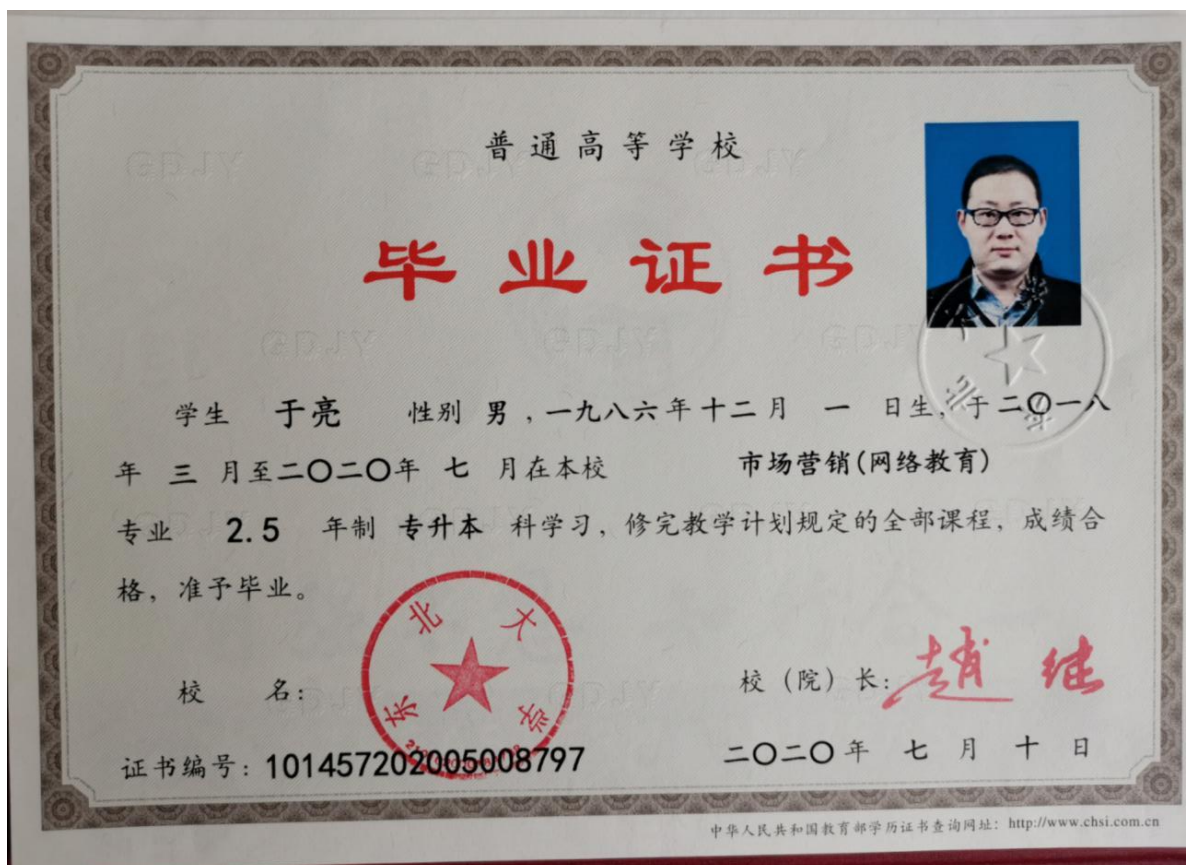 普通高等学校
毕业证书
学生 于亮 性别 男，一九八六年十二月 一 日生，于二〇一八
年 三 月至二〇二〇年 七 月在本校 市场营销(网络教育)
专业 2.5 年制 专升本 科学习，修完教学计划规定的全部课程，成绩合
格，准予毕业。
东北大学
校 名：
校（院）长：赵继
证书编号：101457202005008797
二〇二〇年 七 月 十 日
中华人民共和国教育部学历证书查询网址：http://www.chsi.com.cn